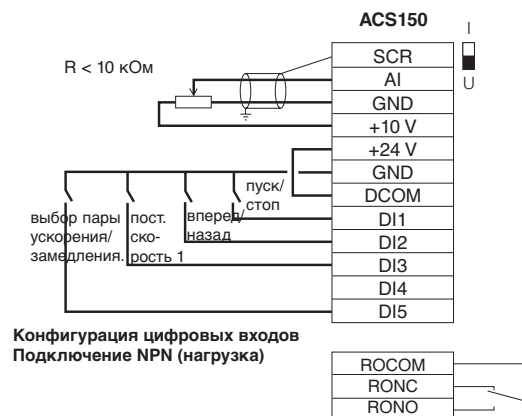 ACS150
I
U
R < 10 кОм
SCR
AI
GND
+10 V
+24 V
GND
DCOM
DI1
DI2
DI3
DI4
DI5
пуск/
стоп
вперед/
назад
пост.
ско-
рость 1
выбор пары
ускорения/
замедления.
Конфигурация цифровых входов
Подключение NPN (нагрузка)
ROCOM
RONC
RONO